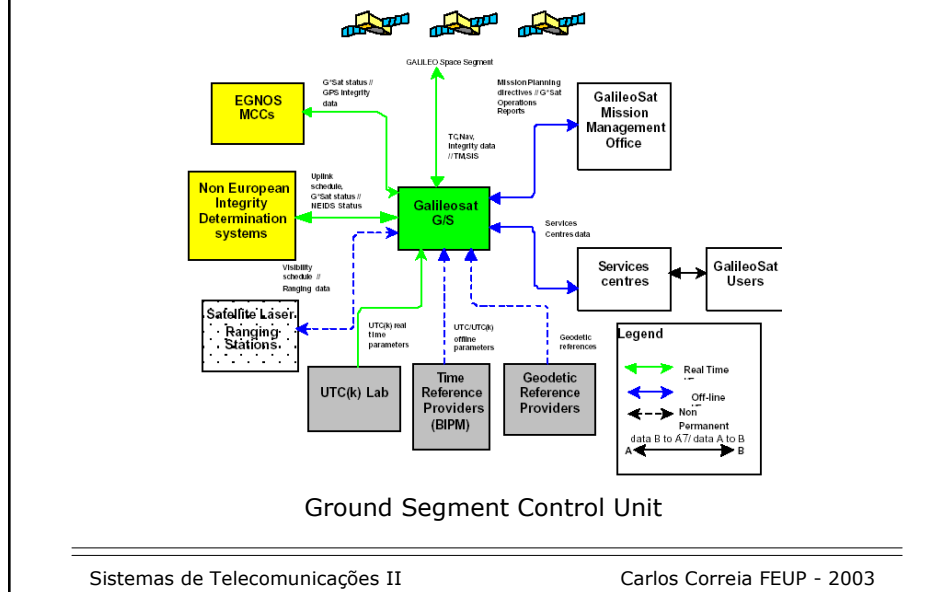 GALILEO Space Segment
G*Sat status //
GPS Integrity
data
Mission Planning
directives // G*Sat
Operations
Reports
EGNOS
MCCs
GalileoSat
Mission
Management
Office
TC,Nav,
Integrity data
//TM,SIS
Uplink
schedule,
G*Sat status //
NEIDS Status
Non European
Integrity
Determination
systems
Galileosat
G/S
Services
Centres data
Visibility
schedule //
Ranging data
Services
centres
GalileoSat
Users
Satellite Laser
Ranging
Stations
UTC(k) real
time
parameters
UTC/UTC(k)
offline
parameters
Geodetic
references
UTC(k) Lab
Time
Reference
Providers
(BIPM)
Geodetic
Reference
Providers
Legend
Real Time
Off-line
Non
Permanent
data B to A // data A to B
A
B
Ground Segment Control Unit
Sistemas de Telecomunicações II
Carlos Correia FEUP - 2003